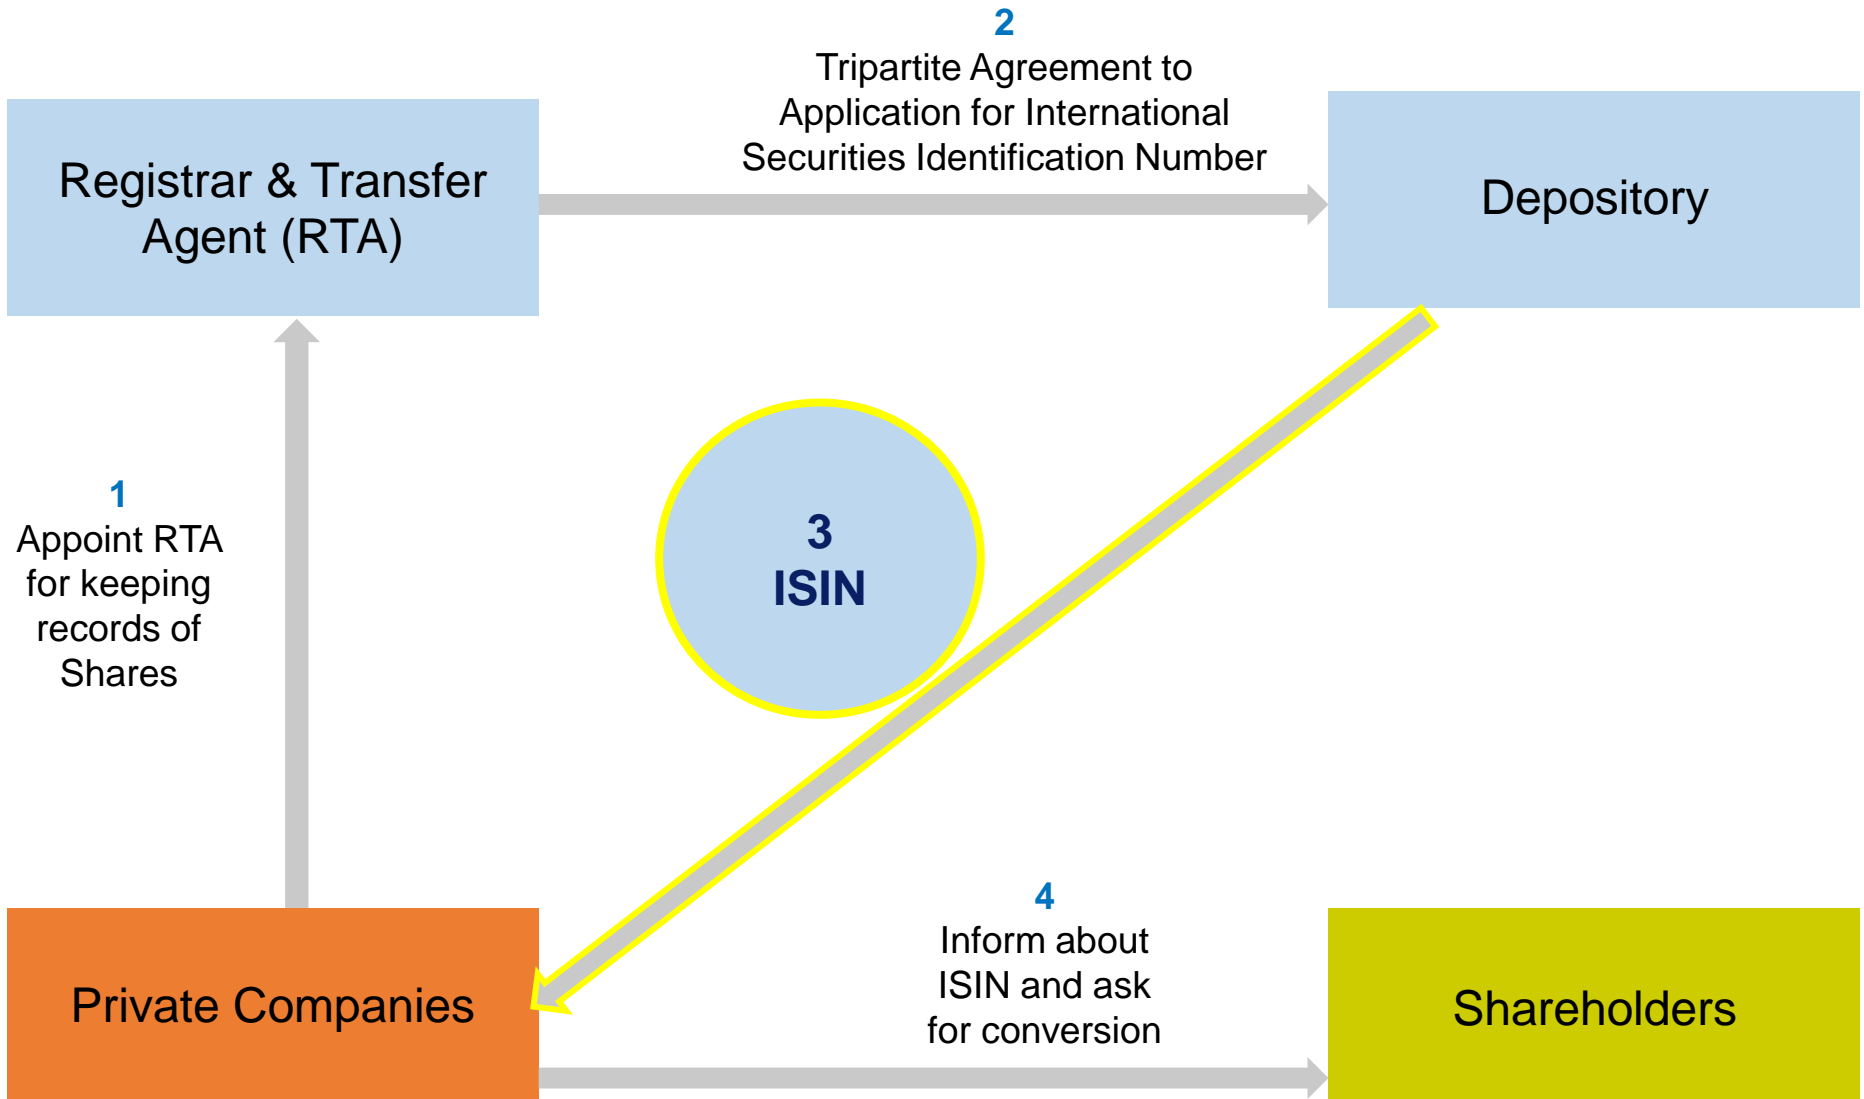 2
Tripartite Agreement to
Application for International
Securities Identification Number
Registrar & Transfer
Agent (RTA)
Depository
1
Appoint RTA
for keeping
records of
Shares
3
ISIN
4
Inform about
ISIN and ask
for conversion
Private Companies
Shareholders